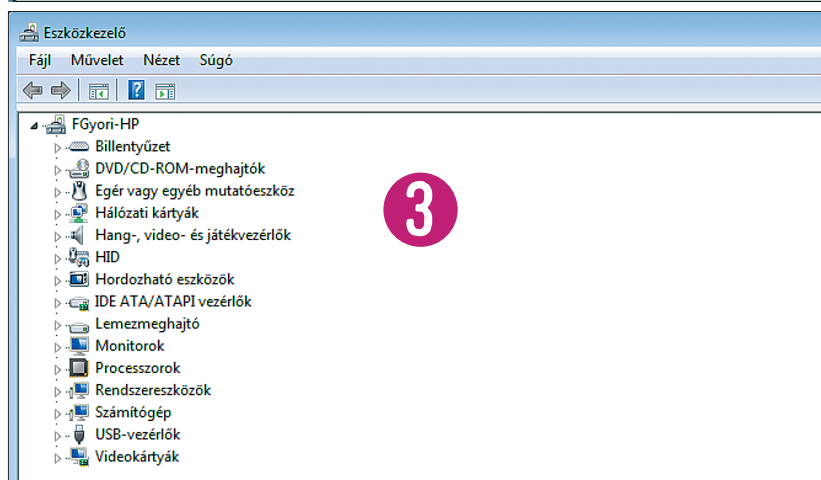 Eszközkezelő
Fájl Művelet Nézet Súgó
?
FGyori-HP
Billentyűzet
DVD/CD-ROM-meghajtók
Egér vagy egyéb mutatóeszköz
Hálózati kártyák
Hang-, video- és játékvezérlők
HID
Hordozható eszközök
IDE ATA/ATAPI vezérlők
Lemezmeghajtó
Monitorok
Processzorok
Rendszereszközök
Számítógép
USB-vezérlők
Videokártyák
3